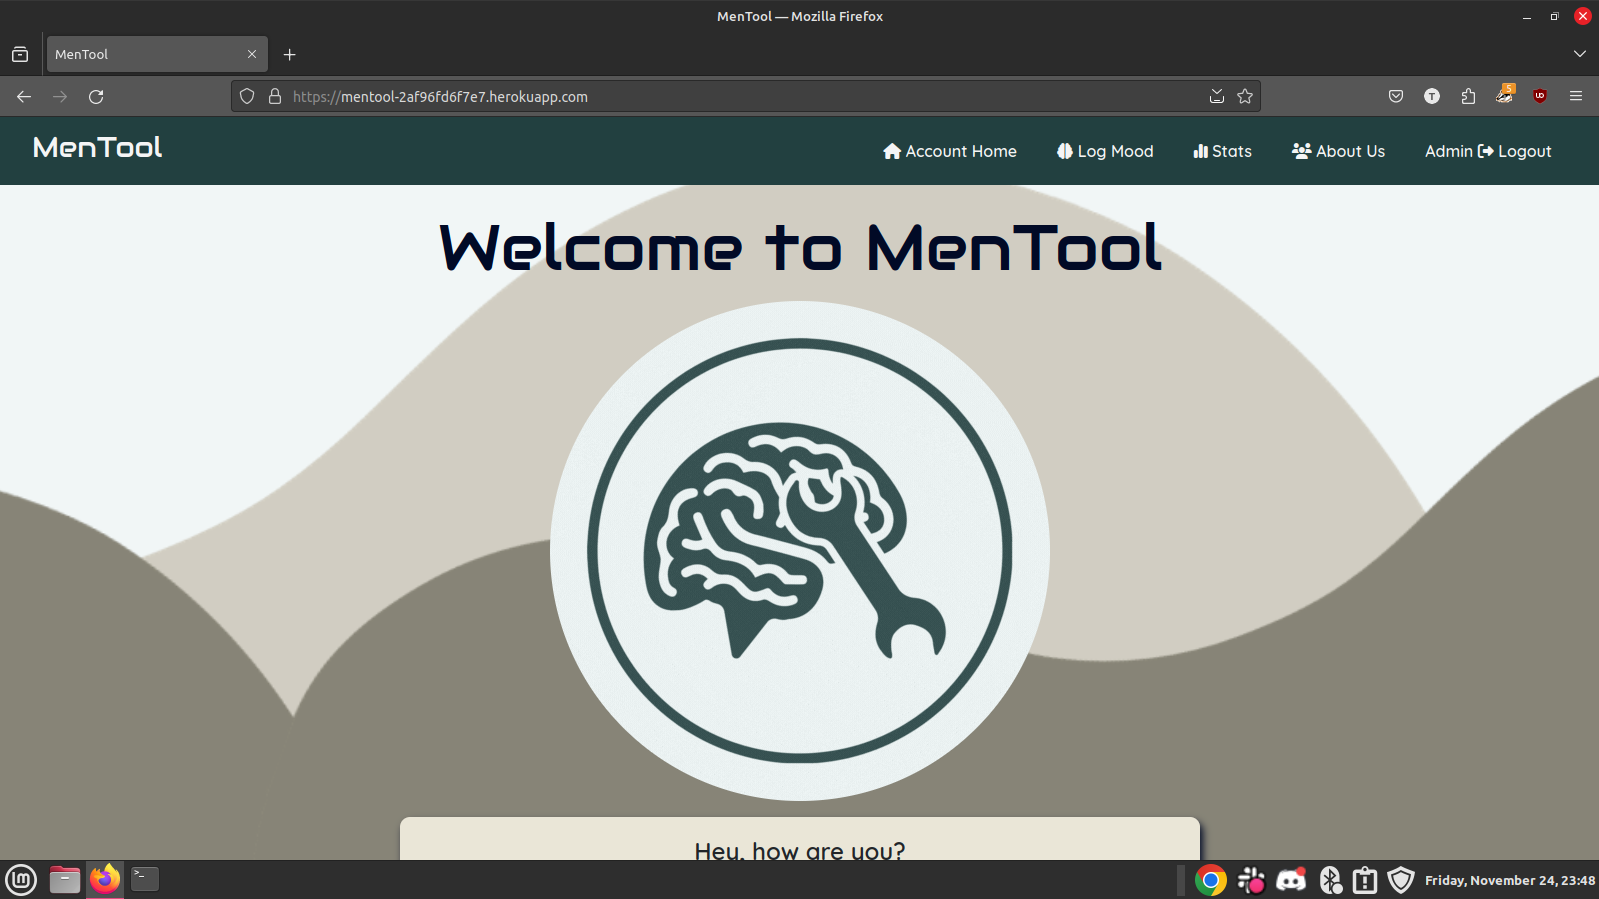 MenTool — Mozilla Firefox
MenTool
https://mentool-2af96fd6f7e7.herokuapp.com
T
5
MenTool
Account Home
Log Mood
Stats
About Us
Admin
Logout
Welcome to MenTool
Hey, how are you?
Friday, November 24, 23:48